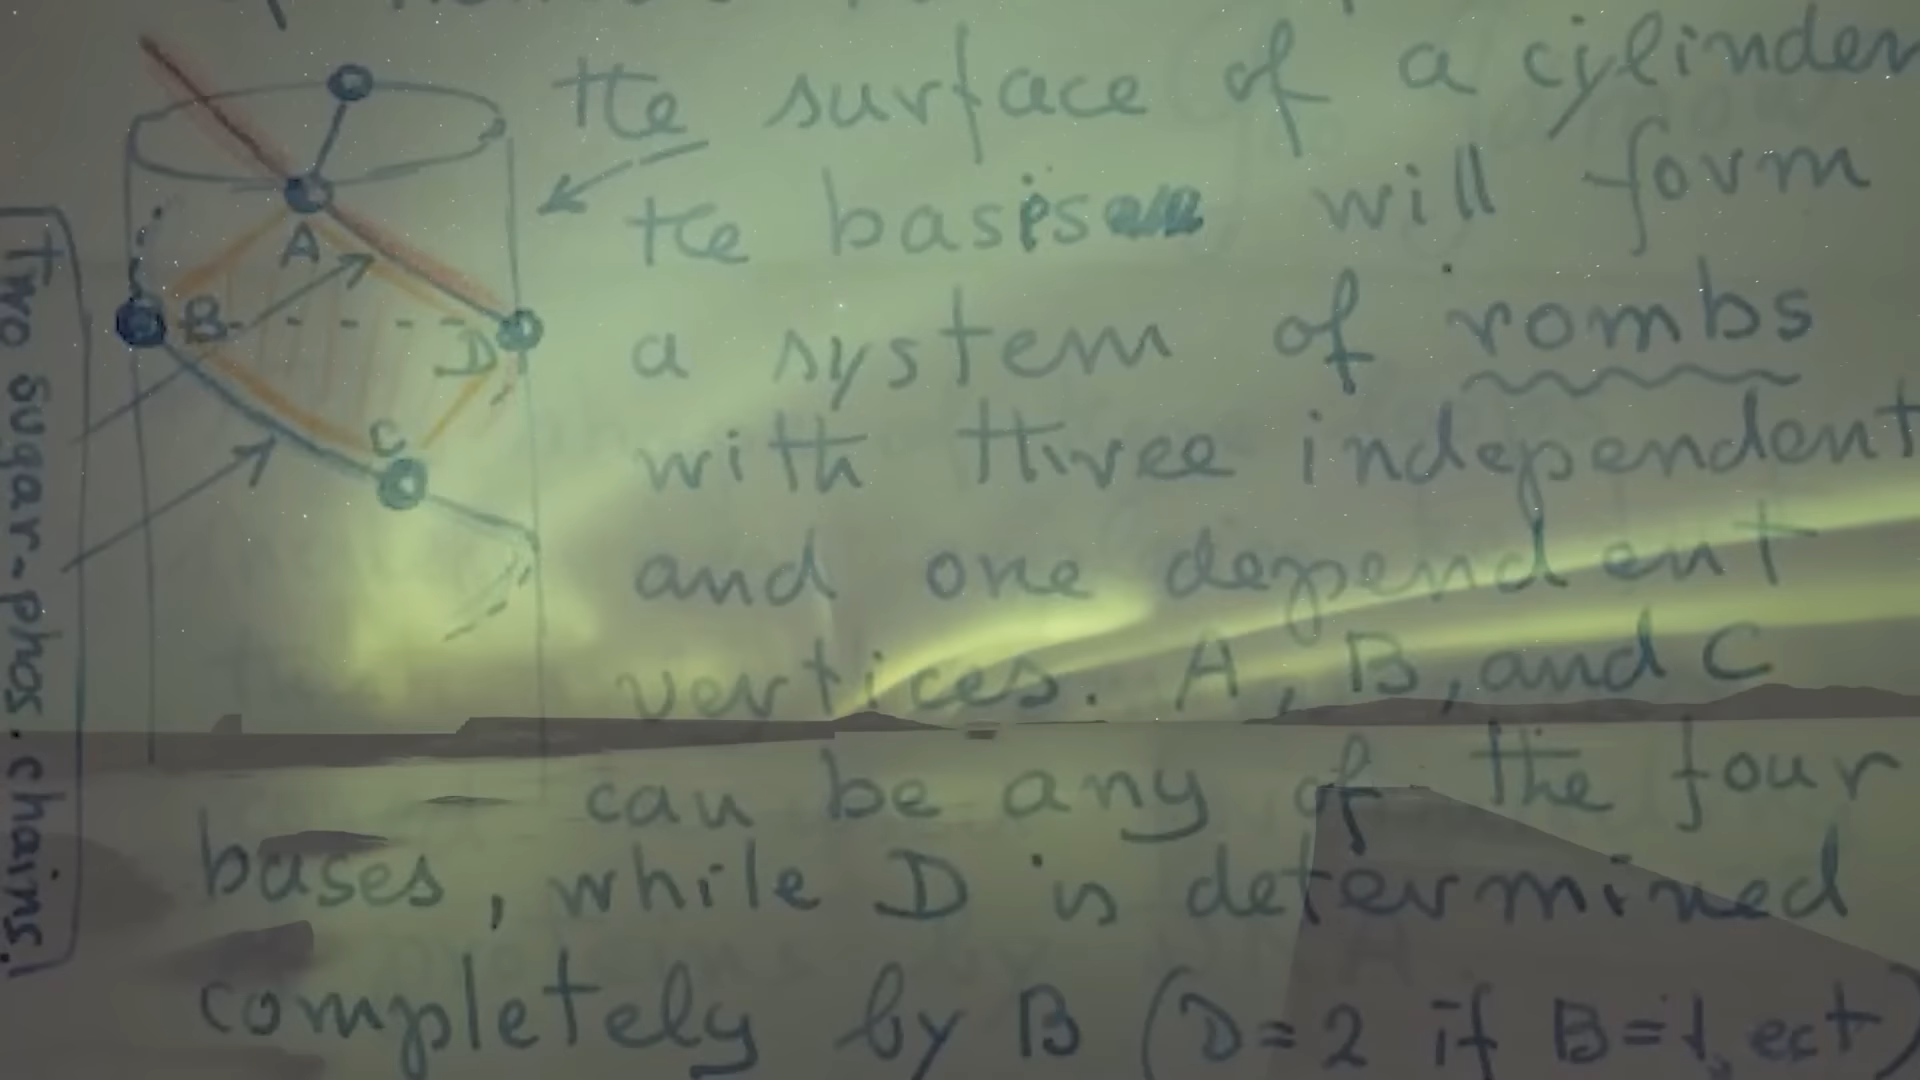 the surface of a cylinder
the basis will form
a system of rombs
with three independent
and one dependent
vertices. A, B, and C
can be any of the four
bases, while D is determined
completely by B (D=2 if B=1, ect)
A
B
D
C
Two sugar-phos. chains.